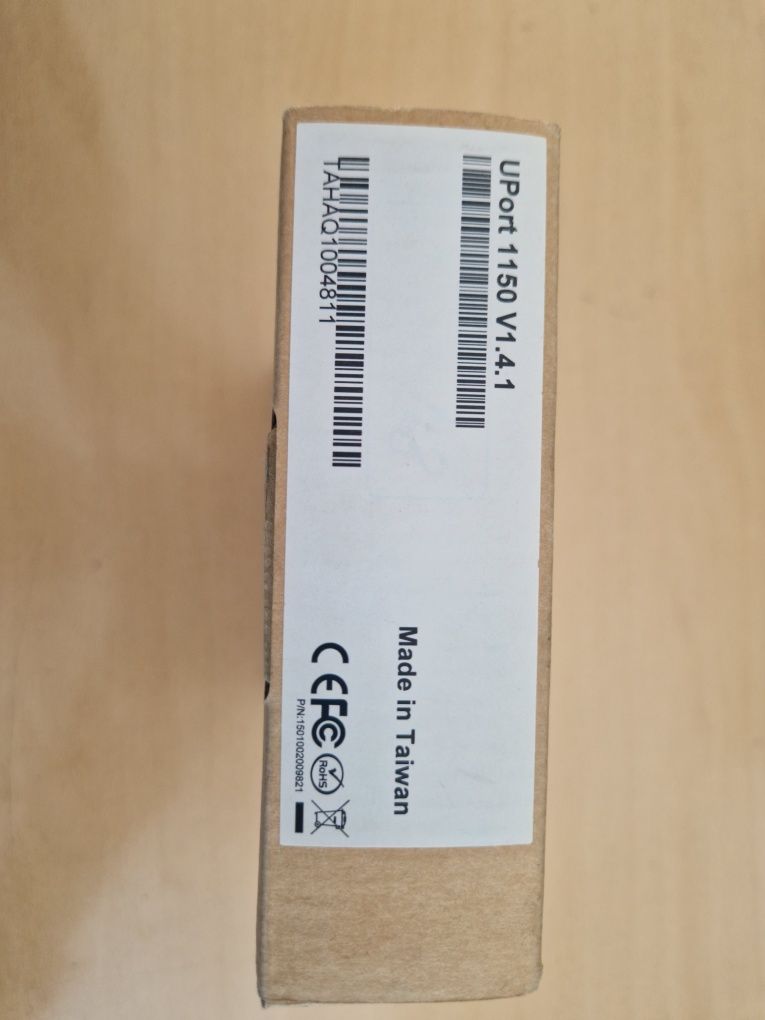 UPort 1150 V1.4.1
TAHAQ1004811
Made in Taiwan
CE FC RoHS
P/N:1501002009821